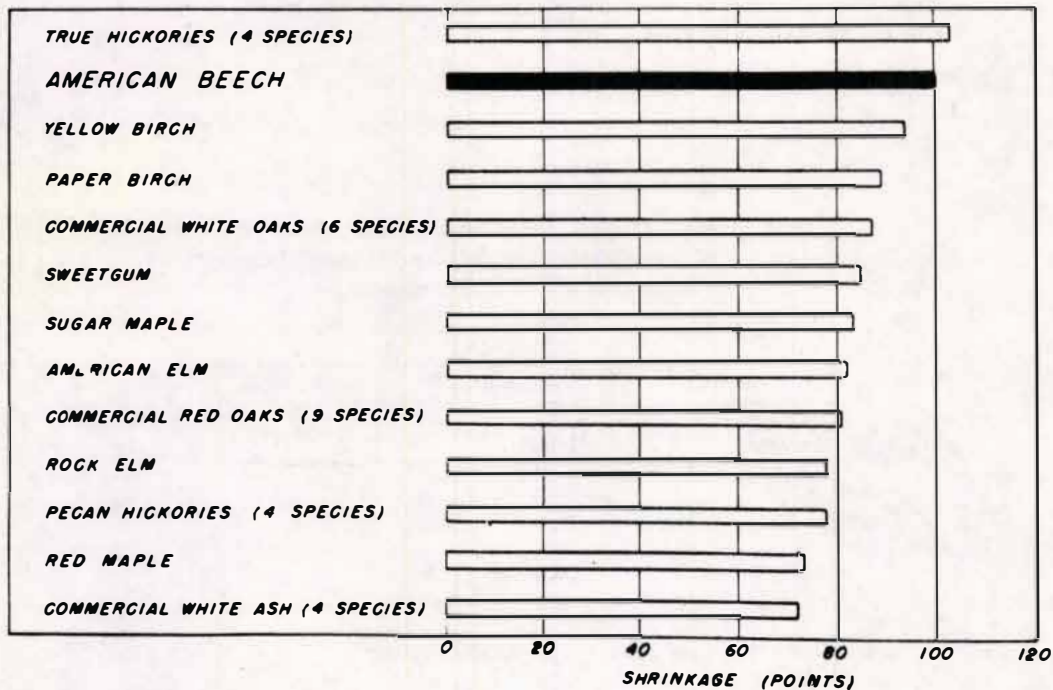 TRUE HICKORIES (4 SPECIES)
AMERICAN BEECH
YELLOW BIRCH
PAPER BIRCH
COMMERCIAL WHITE OAKS (6 SPECIES)
SWEETGUM
SUGAR MAPLE
AMERICAN ELM
COMMERCIAL RED OAKS (9 SPECIES)
ROCK ELM
PECAN HICKORIES (4 SPECIES)
RED MAPLE
COMMERCIAL WHITE ASH (4 SPECIES)
0 20 40 60 80 100 120
SHRINKAGE (POINTS)